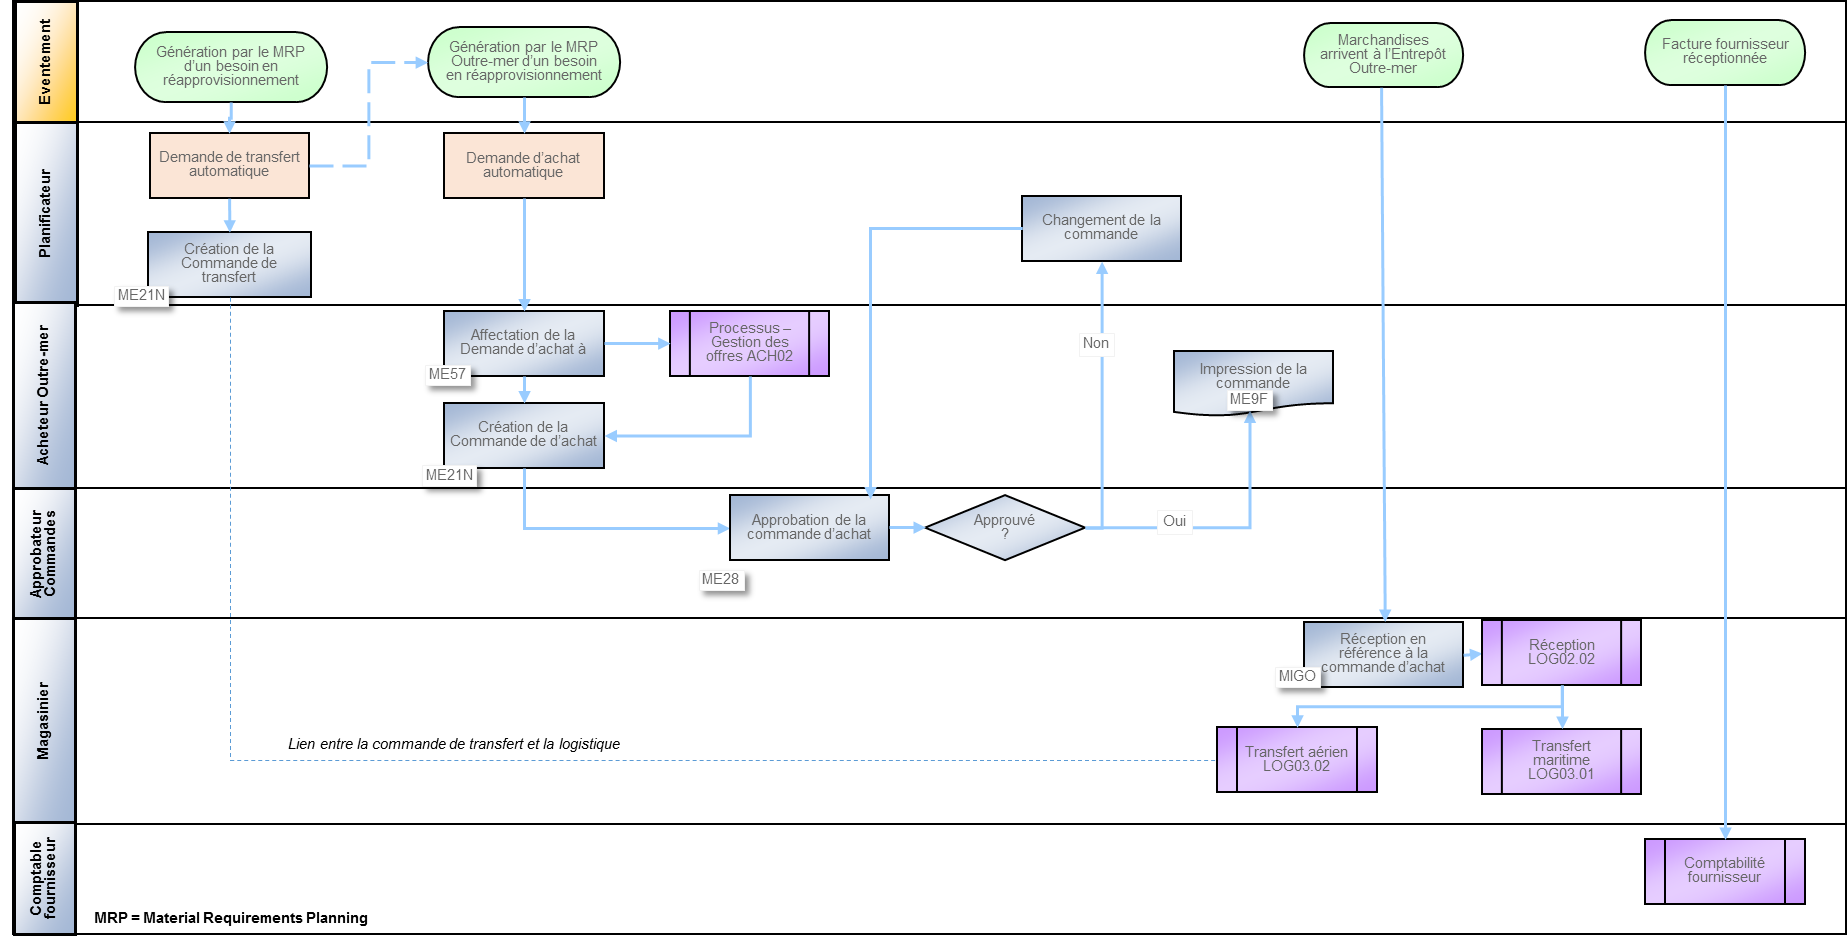 Eventement
Génération par le MRP
d'un besoin en
réapprovisionnement
Génération par le MRP
Outre-mer d'un besoin
en réapprovisionnement
Marchandises
arrivent à l'Entrepôt
Outre-mer
Facture fournisseur
réceptionnée
Planificateur
Demande de transfert
automatique
Demande d'achat
automatique
Changement de la
commande
Création de la
Commande de
transfert
ME21N
Acheteur Outre-mer
Affectation de la
Demande d'achat à
ME57
Processus –
Gestion des
offres ACH02
Non
Impression de la
commande
ME9F
Création de la
Commande de d'achat
ME21N
Approbateur
Commandes
Approbation de la
commande d'achat
ME28
Approuvé
?
Oui
Magasinier
Réception en
référence à la
commande d'achat
MIGO
Réception
LOG02.02
Lien entre la commande de transfert et la logistique
Transfert aérien
LOG03.02
Transfert
maritime
LOG03.01
Comptable
fournisseur
Comptabilité
fournisseur
MRP = Material Requirements Planning